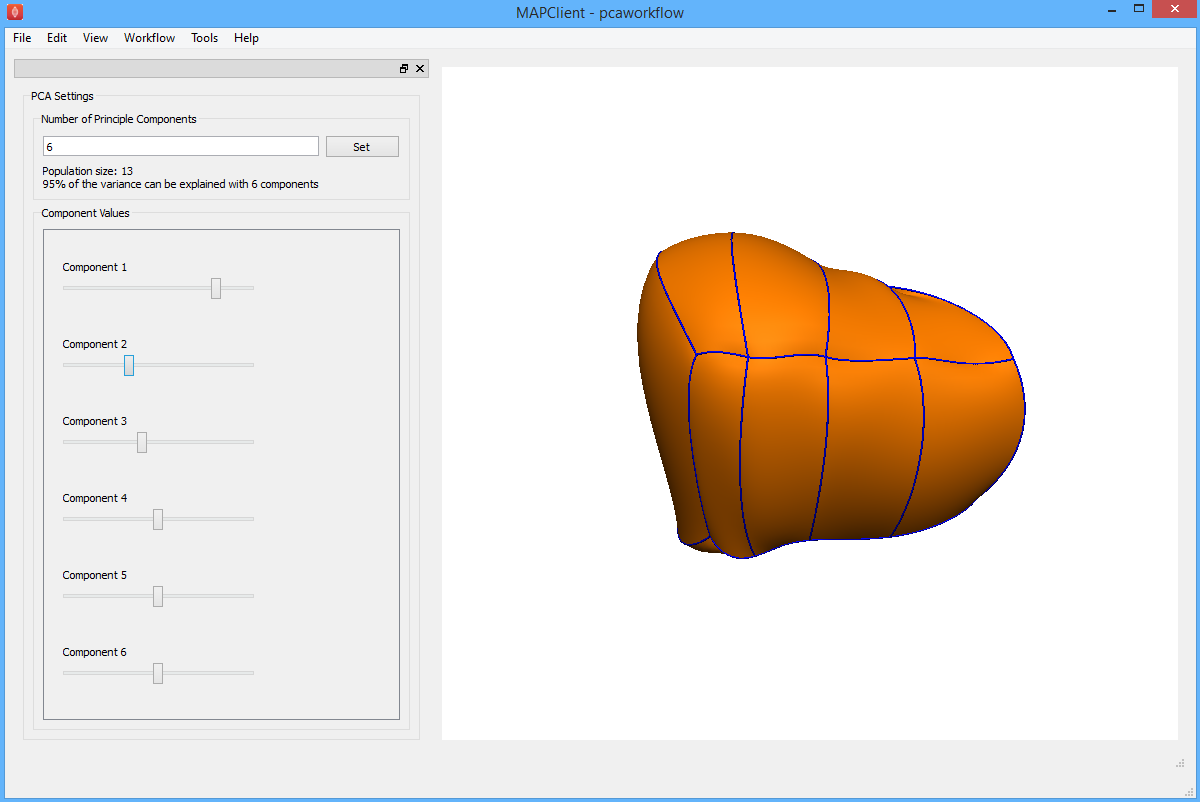 MAPClient - pcaworkflow
File Edit View Workflow Tools Help
PCA Settings
Number of Principle Components
6 Set
Population size: 13
95% of the variance can be explained with 6 components
Component Values
Component 1
Component 2
Component 3
Component 4
Component 5
Component 6